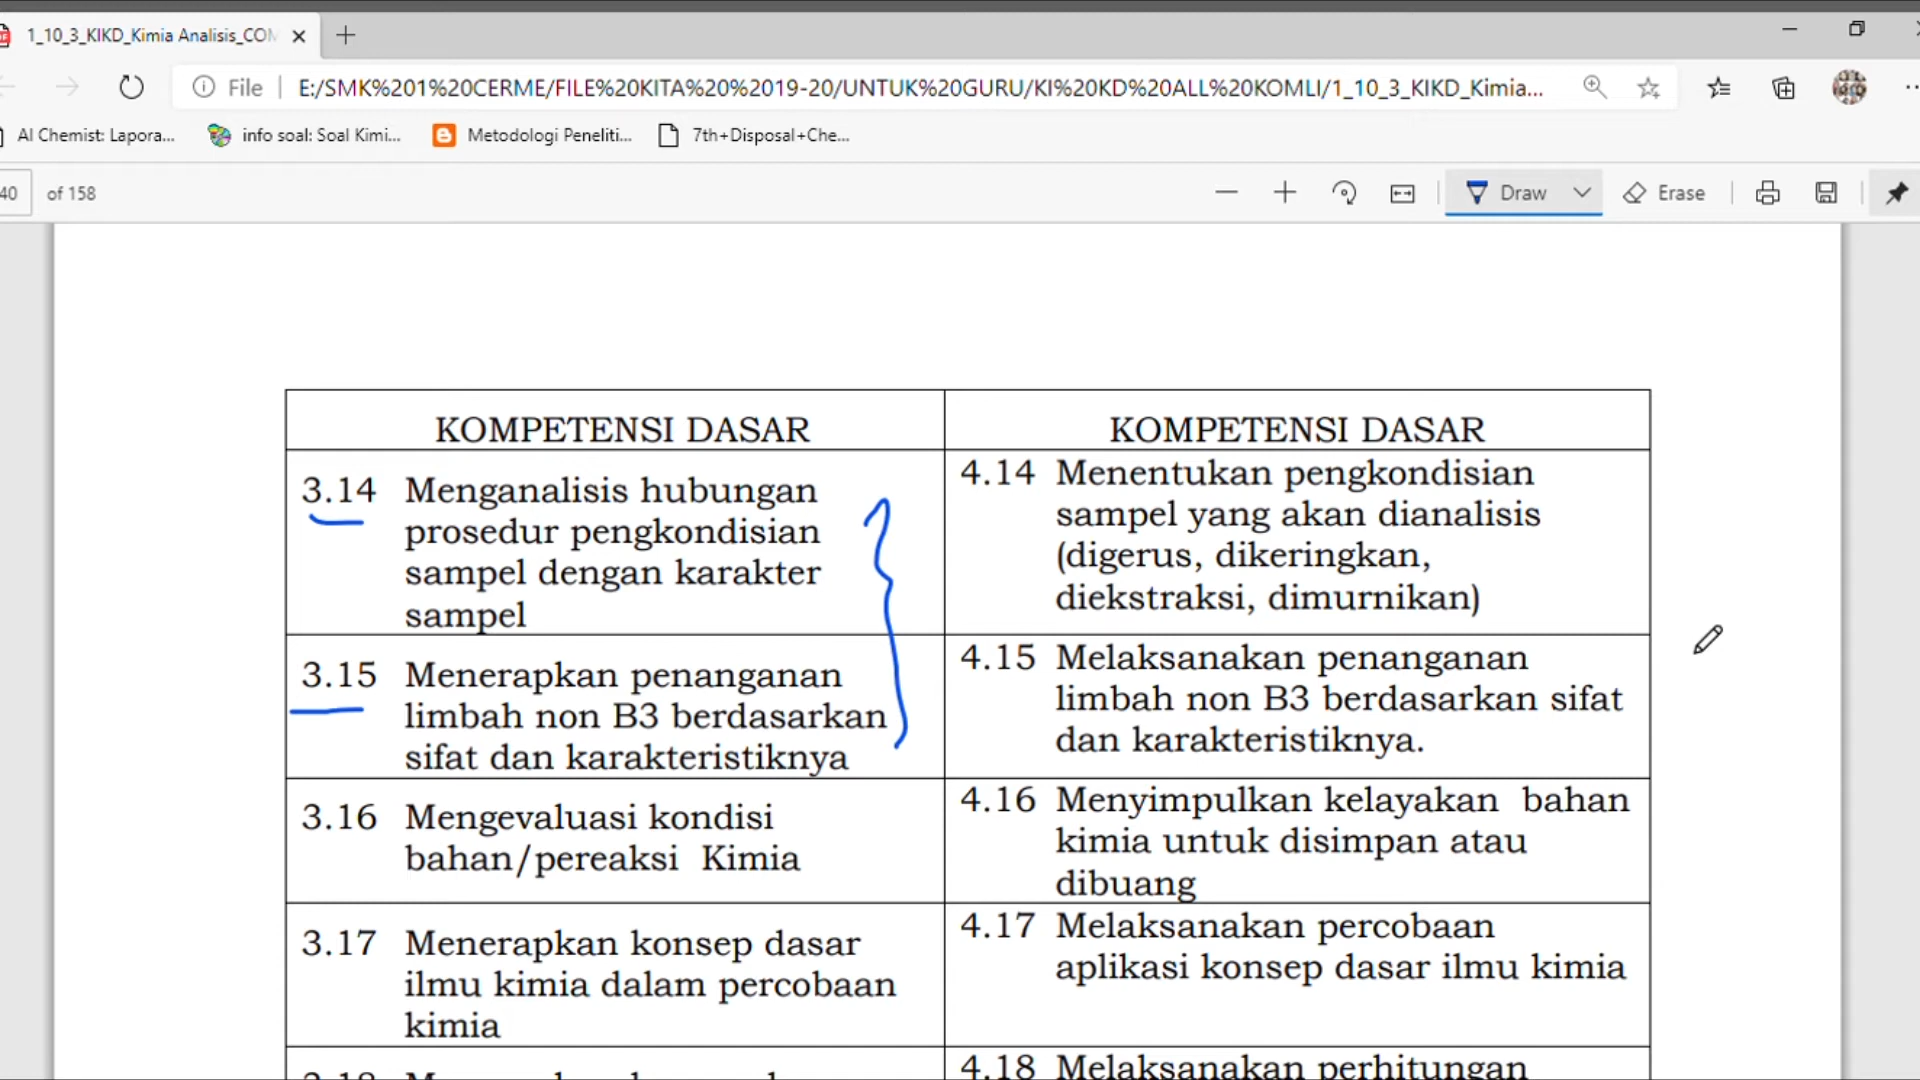 1_10_3_KIKD_Kimia Analisis_COM
File E:/SMK%201%20CERME/FILE%20KITA%20%2019-20/UNTUK%20GURU/KI%20KD%20ALL%20KOMLI/1_10_3_KIKD_Kimia...
AI Chemist: Lapora... info soal: Soal Kimi... Metodologi Peneliti... 7th+Disposal+Che...
40 of 158 Draw Erase
KOMPETENSI DASAR
KOMPETENSI DASAR
3.14 Menganalisis hubungan
prosedur pengkondisian
sampel dengan karakter
sampel
4.14 Menentukan pengkondisian
sampel yang akan dianalisis
(digerus, dikeringkan,
diekstraksi, dimurnikan)
3.15 Menerapkan penanganan
limbah non B3 berdasarkan
sifat dan karakteristiknya
4.15 Melaksanakan penanganan
limbah non B3 berdasarkan sifat
dan karakteristiknya.
3.16 Mengevaluasi kondisi
bahan/pereaksi Kimia
4.16 Menyimpulkan kelayakan bahan
kimia untuk disimpan atau
dibuang
3.17 Menerapkan konsep dasar
ilmu kimia dalam percobaan
kimia
4.17 Melaksanakan percobaan
aplikasi konsep dasar ilmu kimia
4.18 Melaksanakan perhitungan